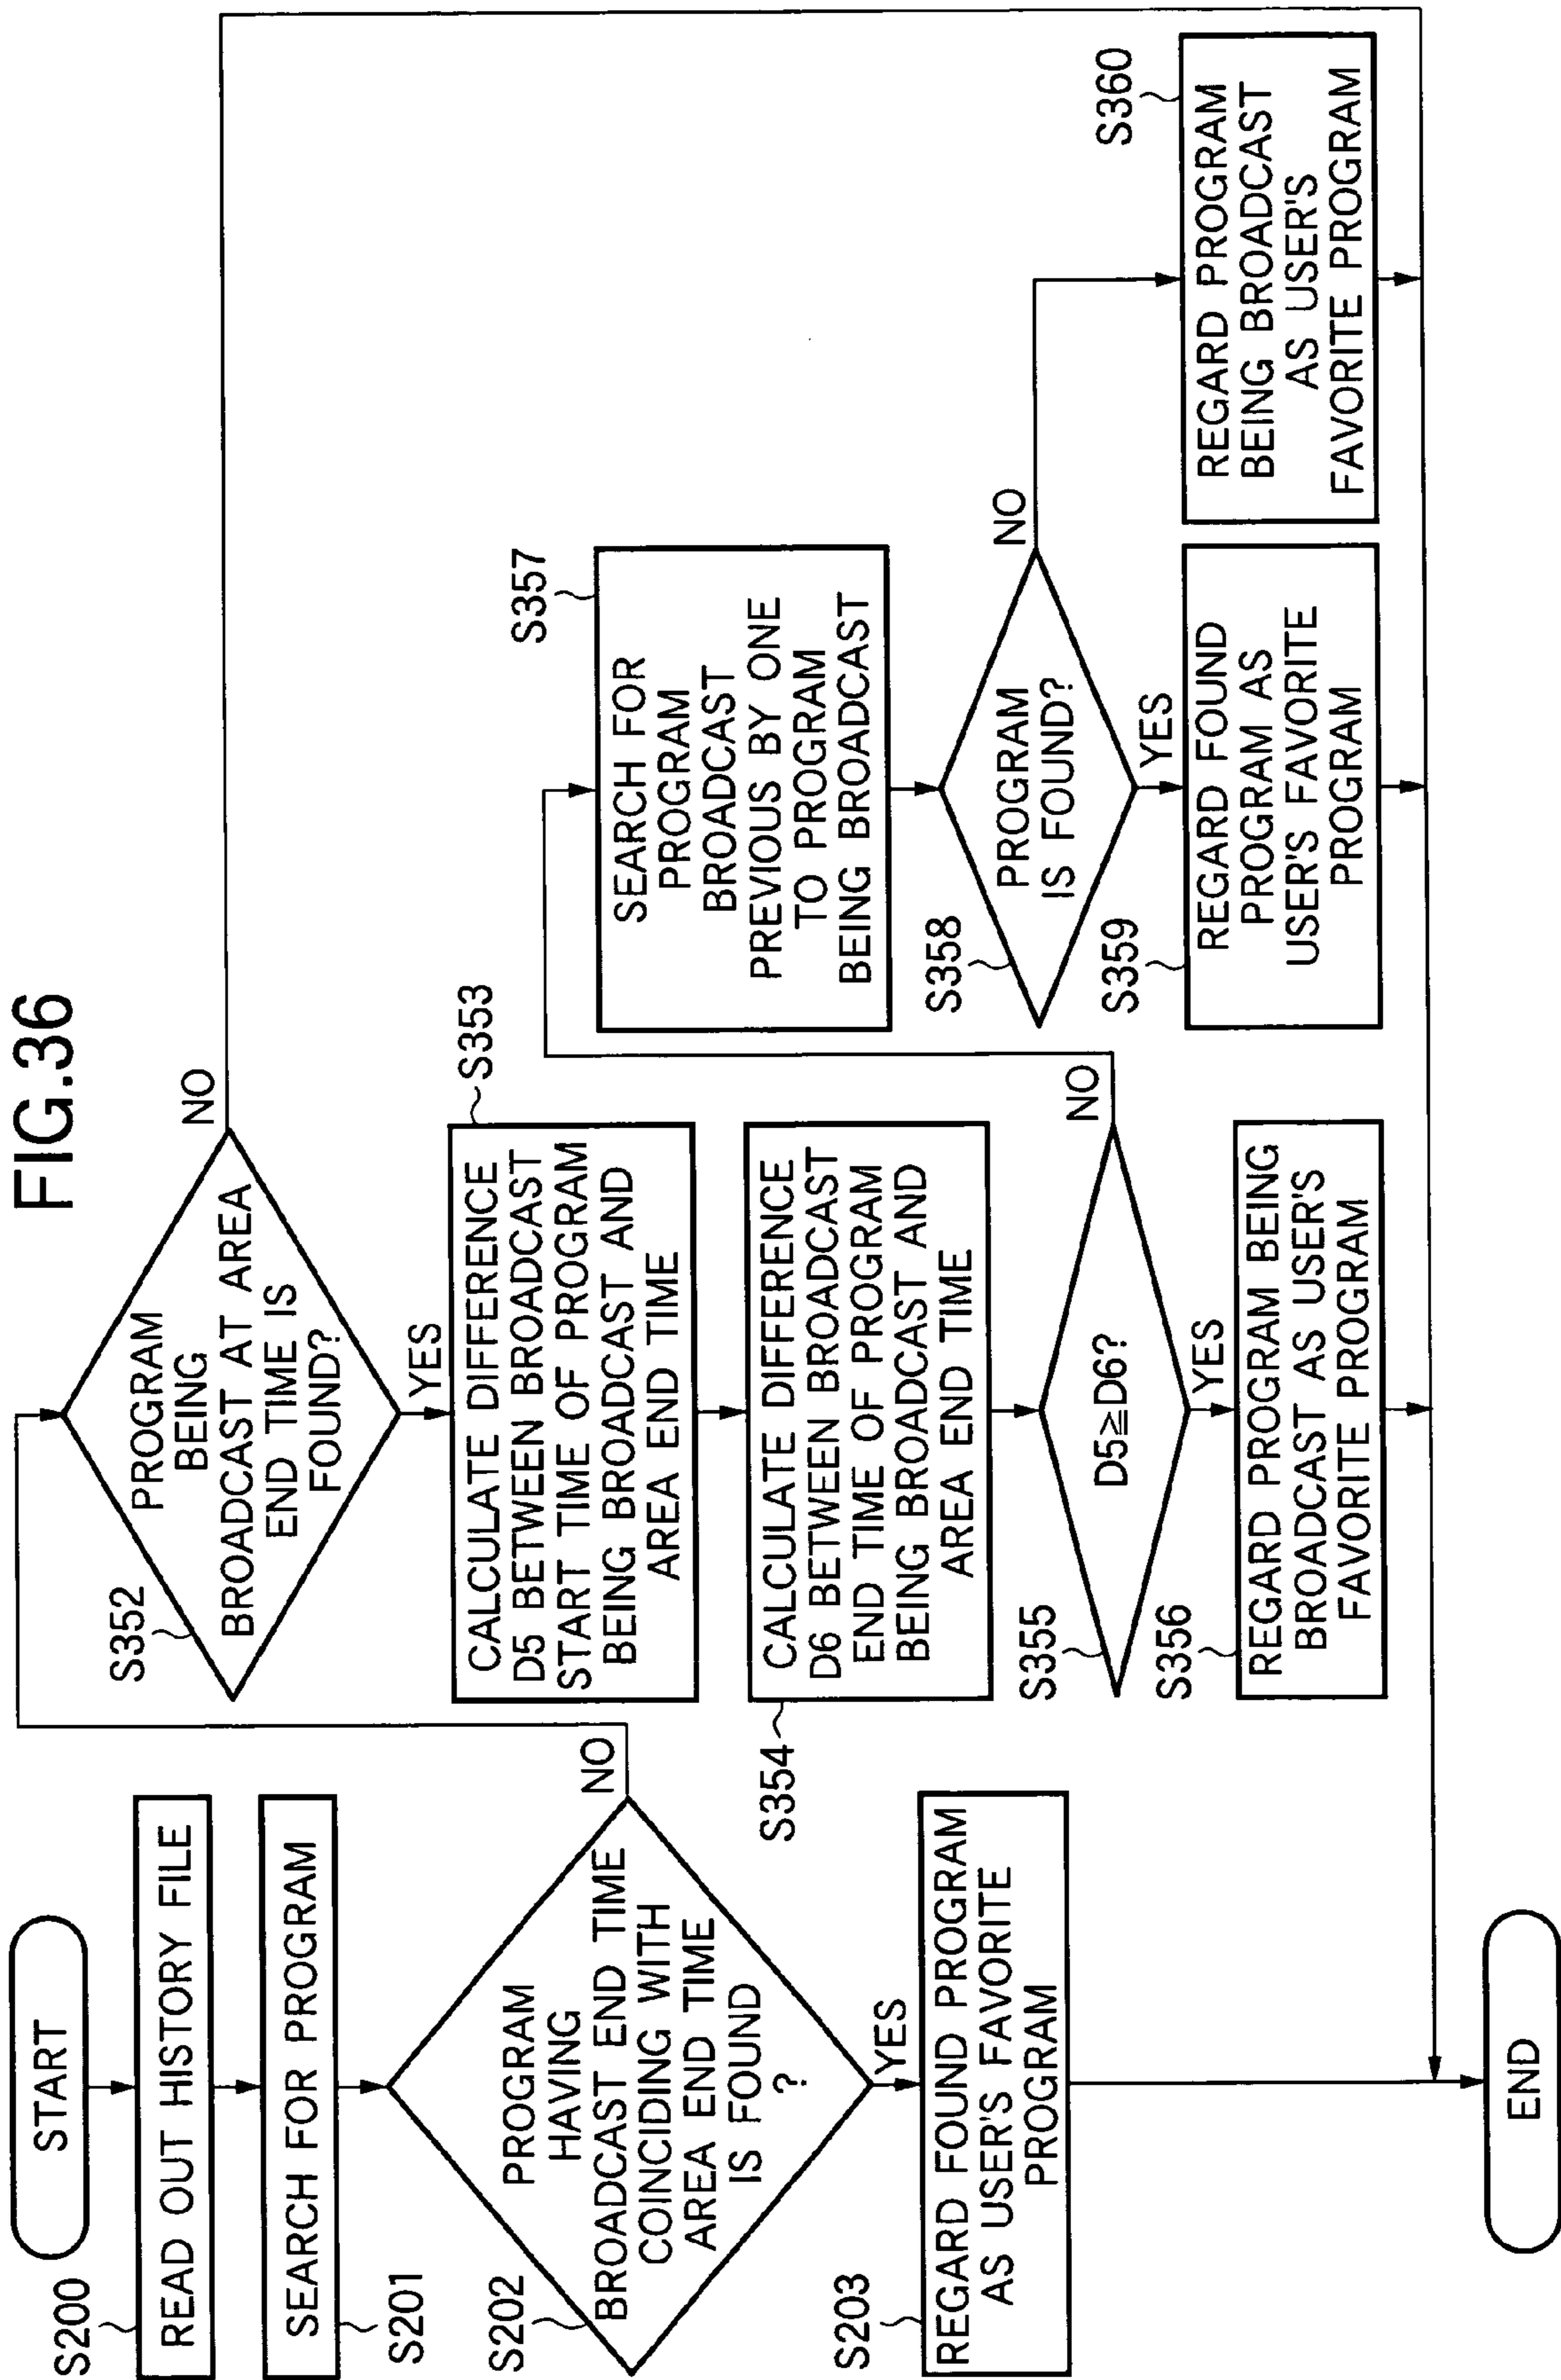 FIG.36
START
S200
READ OUT HISTORY FILE
SEARCH FOR PROGRAM
S201
S202
PROGRAM
HAVING
BROADCAST END TIME
COINCIDING WITH
AREA END TIME
IS FOUND
?
NO
YES
S203
REGARD FOUND PROGRAM
AS USER'S FAVORITE
PROGRAM
END
S352
PROGRAM
BEING
BROADCAST AT AREA
END TIME IS
FOUND?
NO
YES
S353
CALCULATE DIFFERENCE
D5 BETWEEN BROADCAST
START TIME OF PROGRAM
BEING BROADCAST AND
AREA END TIME
S354
CALCULATE DIFFERENCE
D6 BETWEEN BROADCAST
END TIME OF PROGRAM
BEING BROADCAST AND
AREA END TIME
S355
D5≧D6?
NO
YES
S356
REGARD PROGRAM BEING
BROADCAST AS USER'S
FAVORITE PROGRAM
S357
SEARCH FOR
PROGRAM
BROADCAST
PREVIOUS BY ONE
TO PROGRAM
BEING BROADCAST
S358
PROGRAM
IS FOUND?
NO
YES
S359
REGARD FOUND
PROGRAM AS
USER'S FAVORITE
PROGRAM
S360
REGARD PROGRAM
BEING BROADCAST
AS USER'S
FAVORITE PROGRAM